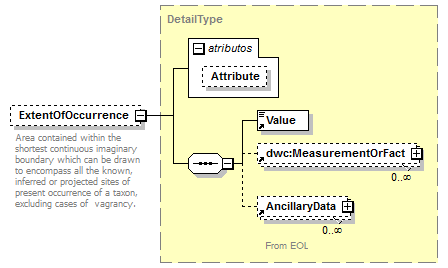 DetailType
atributos
Attribute
ExtentOfOccurrence
Area contained within the
shortest continuous imaginary
boundary which can be drawn
to encompass all the known,
inferred or projected sites of
present occurrence of a taxon,
excluding cases of vagrancy.
Value
dwc:MeasurementOrFact
0..∞
AncillaryData
0..∞
From EOL